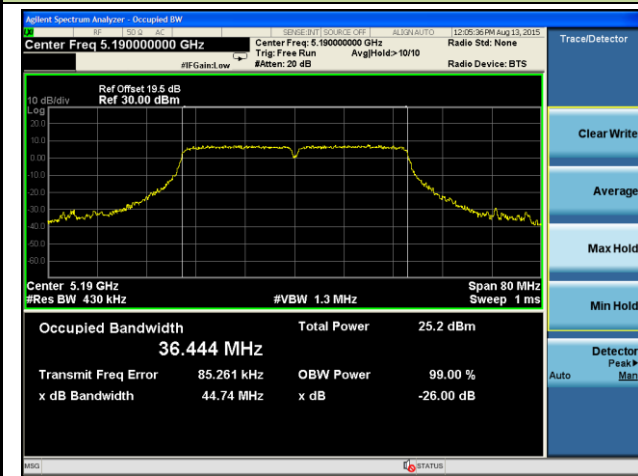 Agilent Spectrum Analyzer - Occupied BW
RF 50 Ω AC SENSE:INT SOURCE OFF ALIGN AUTO 12:05:36 PM Aug 13, 2015
Center Freq 5.190000000 GHz
Center Freq: 5.190000000 GHz
Radio Std: None
Trig: Free Run Avg|Hold:>10/10
#IFGain:Low #Atten: 20 dB Radio Device: BTS
Trace/Detector
Ref Offset 19.5 dB
10 dB/div Ref 30.00 dBm
Log
20.0
10.0
0.00
-10.0
-20.0
-30.0
-40.0
-50.0
-60.0
Center 5.19 GHz Span 80 MHz
#Res BW 430 kHz #VBW 1.3 MHz Sweep 1 ms
Occupied Bandwidth Total Power 25.2 dBm
36.444 MHz
Transmit Freq Error 85.261 kHz OBW Power 99.00 %
x dB Bandwidth 44.74 MHz x dB -26.00 dB
Clear Write
Average
Max Hold
Min Hold
Detector
Peak▶
Auto Man
MSG STATUS